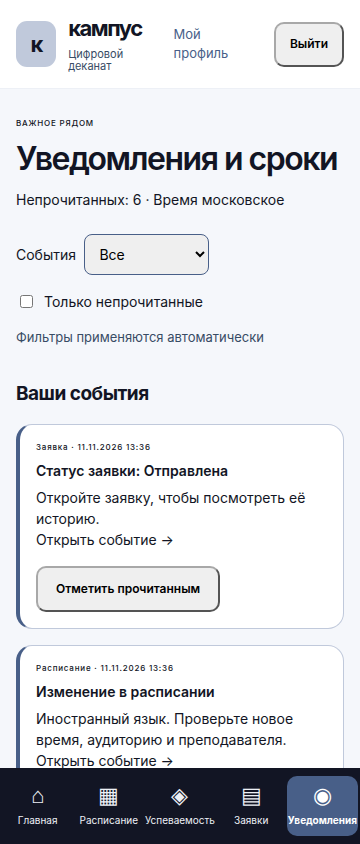 к
кампус
Цифровой
деканат
Мой
профиль
Выйти
ВАЖНОЕ РЯДОМ
Уведомления и сроки
Непрочитанных: 6 · Время московское
События
Все
Только непрочитанные
Фильтры применяются автоматически
Ваши события
Заявка · 11.11.2026 13:36
Статус заявки: Отправлена
Откройте заявку, чтобы посмотреть её
историю.
Открыть событие →
Отметить прочитанным
Расписание · 11.11.2026 13:36
Изменение в расписании
Иностранный язык. Проверьте новое
время, аудиторию и преподавателя.
Открыть событие →
Главная
Расписание
Успеваемость
Заявки
Уведомления